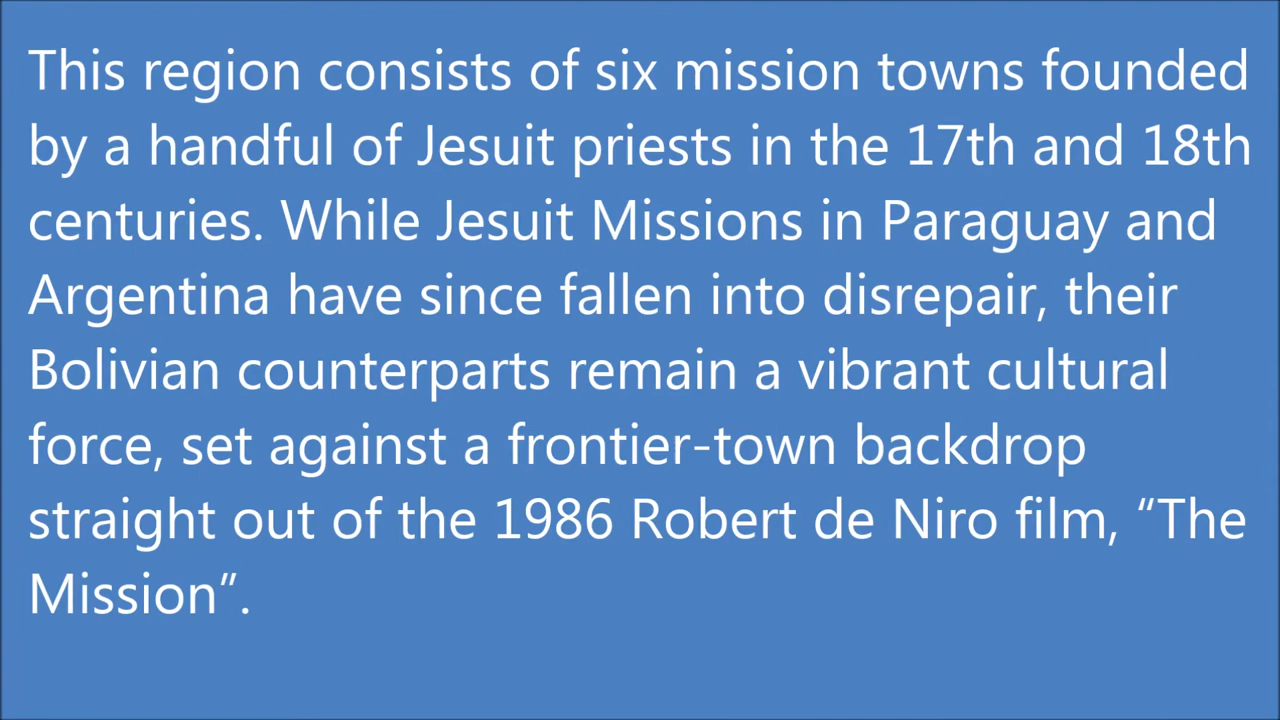 This region consists of six mission towns founded
by a handful of Jesuit priests in the 17th and 18th
centuries. While Jesuit Missions in Paraguay and
Argentina have since fallen into disrepair, their
Bolivian counterparts remain a vibrant cultural
force, set against a frontier-town backdrop
straight out of the 1986 Robert de Niro film, “The
Mission”.